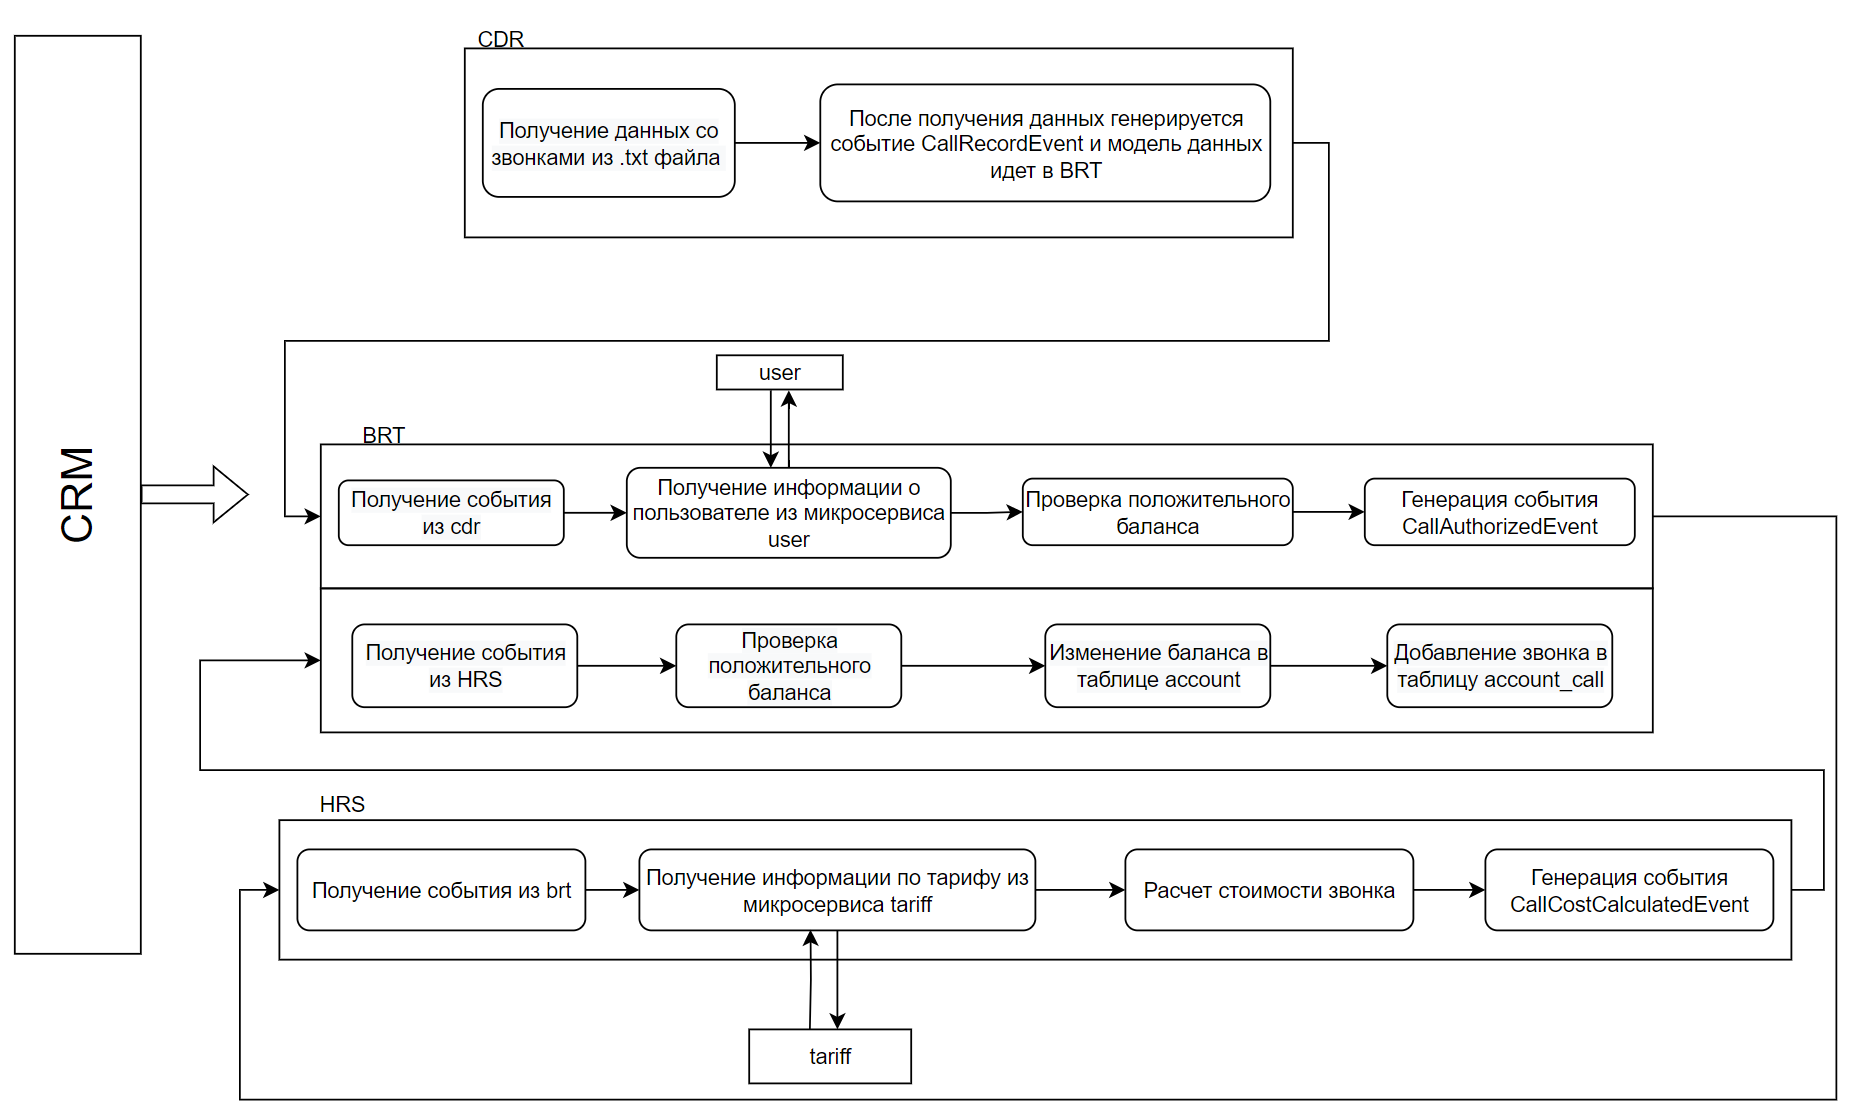 CRM
CDR
Получение данных со
звонками из .txt файла
После получения данных генерируется
событие CallRecordEvent и модель данных
идет в BRT
user
BRT
Получение события
из cdr
Получение информации о
пользователе из микросервиса
user
Проверка положительного
баланса
Генерация события
CallAuthorizedEvent
Получение события
из HRS
Проверка
положительного
баланса
Изменение баланса в
таблице account
Добавление звонка в
таблицу account_call
HRS
Получение события из brt
Получение информации по тарифу из
микросервиса tariff
Расчет стоимости звонка
Генерация события
CallCostCalculatedEvent
tariff